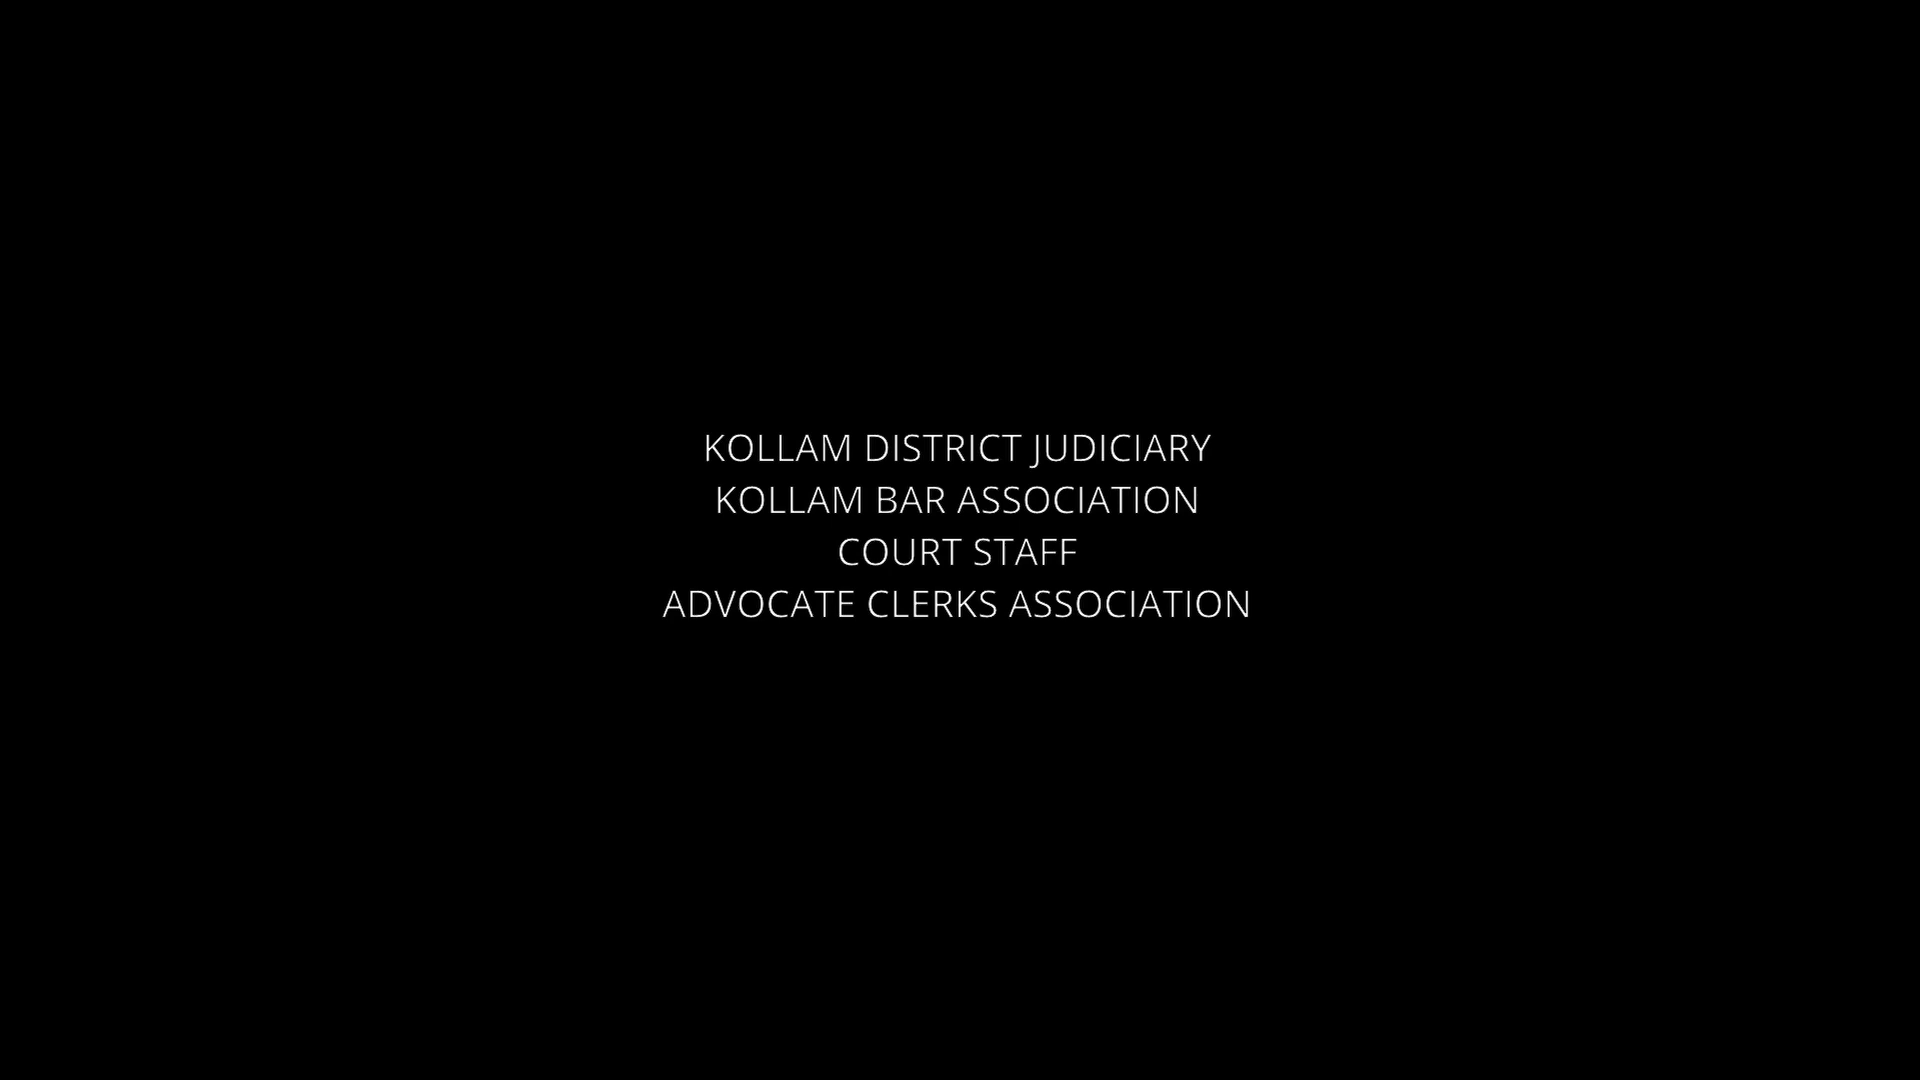 KOLLAM DISTRICT JUDICIARY
KOLLAM BAR ASSOCIATION
COURT STAFF
ADVOCATE CLERKS ASSOCIATION